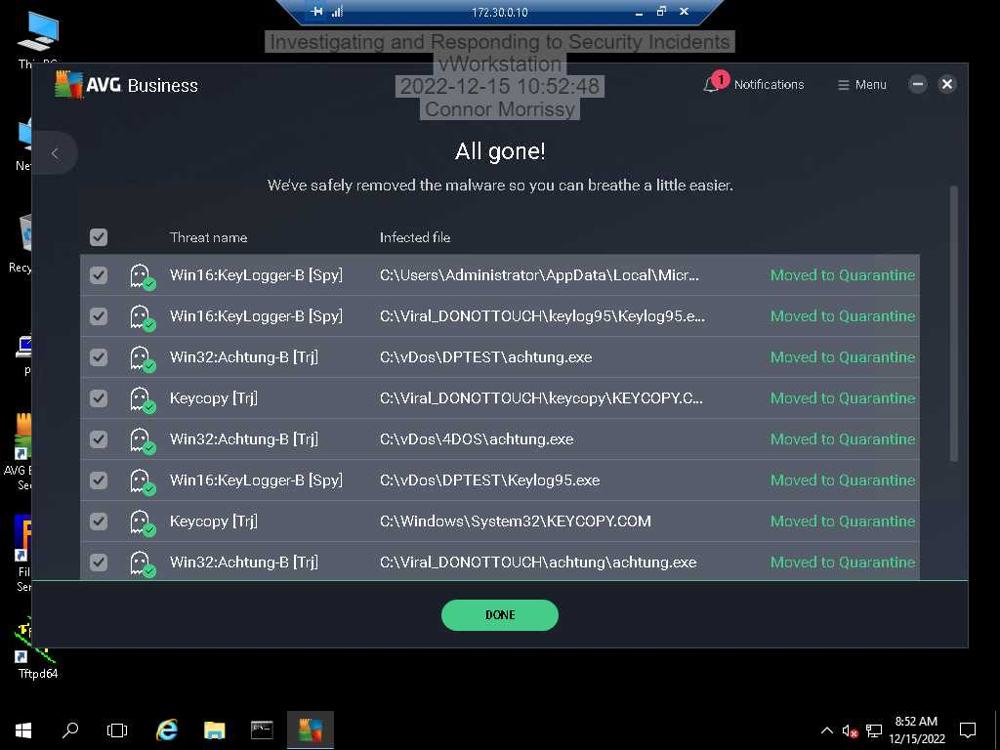 172.30.0.10
Investigating and Responding to Security Incidents
vWorkstation
2022-12-15 10:52:48
Connor Morrissy
AVG Business
1 Notifications
Menu
All gone!
We've safely removed the malware so you can breathe a little easier.
Threat name Infected file
Win16:KeyLogger-B [Spy] C:\Users\Administrator\AppData\Local\Micr... Moved to Quarantine
Win16:KeyLogger-B [Spy] C:\Viral_DONOTTOUCH\keylog95\Keylog95.e... Moved to Quarantine
Win32:Achtung-B [Trj] C:\vDos\DPTEST\achtung.exe Moved to Quarantine
Keycopy [Trj] C:\Viral_DONOTTOUCH\keycopy\KEYCOPY.C... Moved to Quarantine
Win32:Achtung-B [Trj] C:\vDos\4DOS\achtung.exe Moved to Quarantine
Win16:KeyLogger-B [Spy] C:\vDos\DPTEST\Keylog95.exe Moved to Quarantine
Keycopy [Trj] C:\Windows\System32\KEYCOPY.COM Moved to Quarantine
Win32:Achtung-B [Trj] C:\Viral_DONOTTOUCH\achtung\achtung.exe Moved to Quarantine
DONE
Recy
AVG
Tftpd64
8:52 AM
12/15/2022